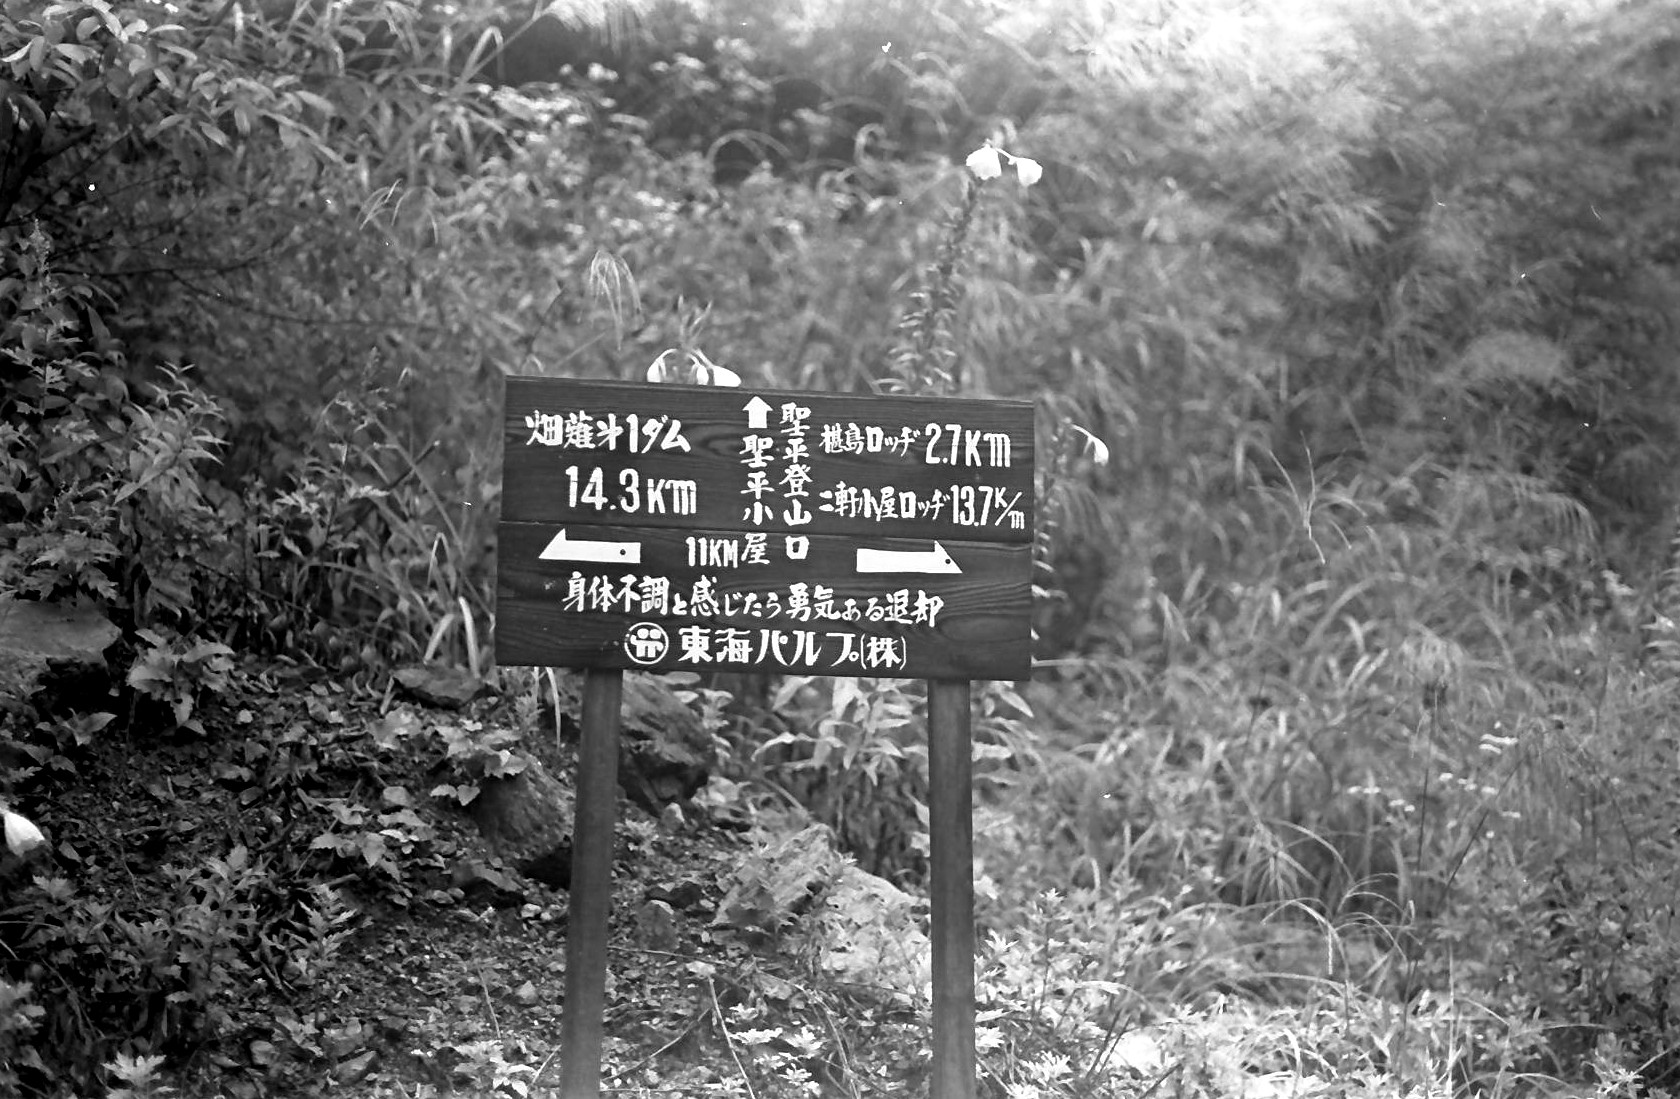 畑薙才1ダム
14.3Km
聖平登山口
聖平小屋
11KM
椹島ロッヂ 2.7Km
二軒小屋ロッヂ 13.7K/m
身体不調と感じたら勇気ある退却
東海パルプ(株)